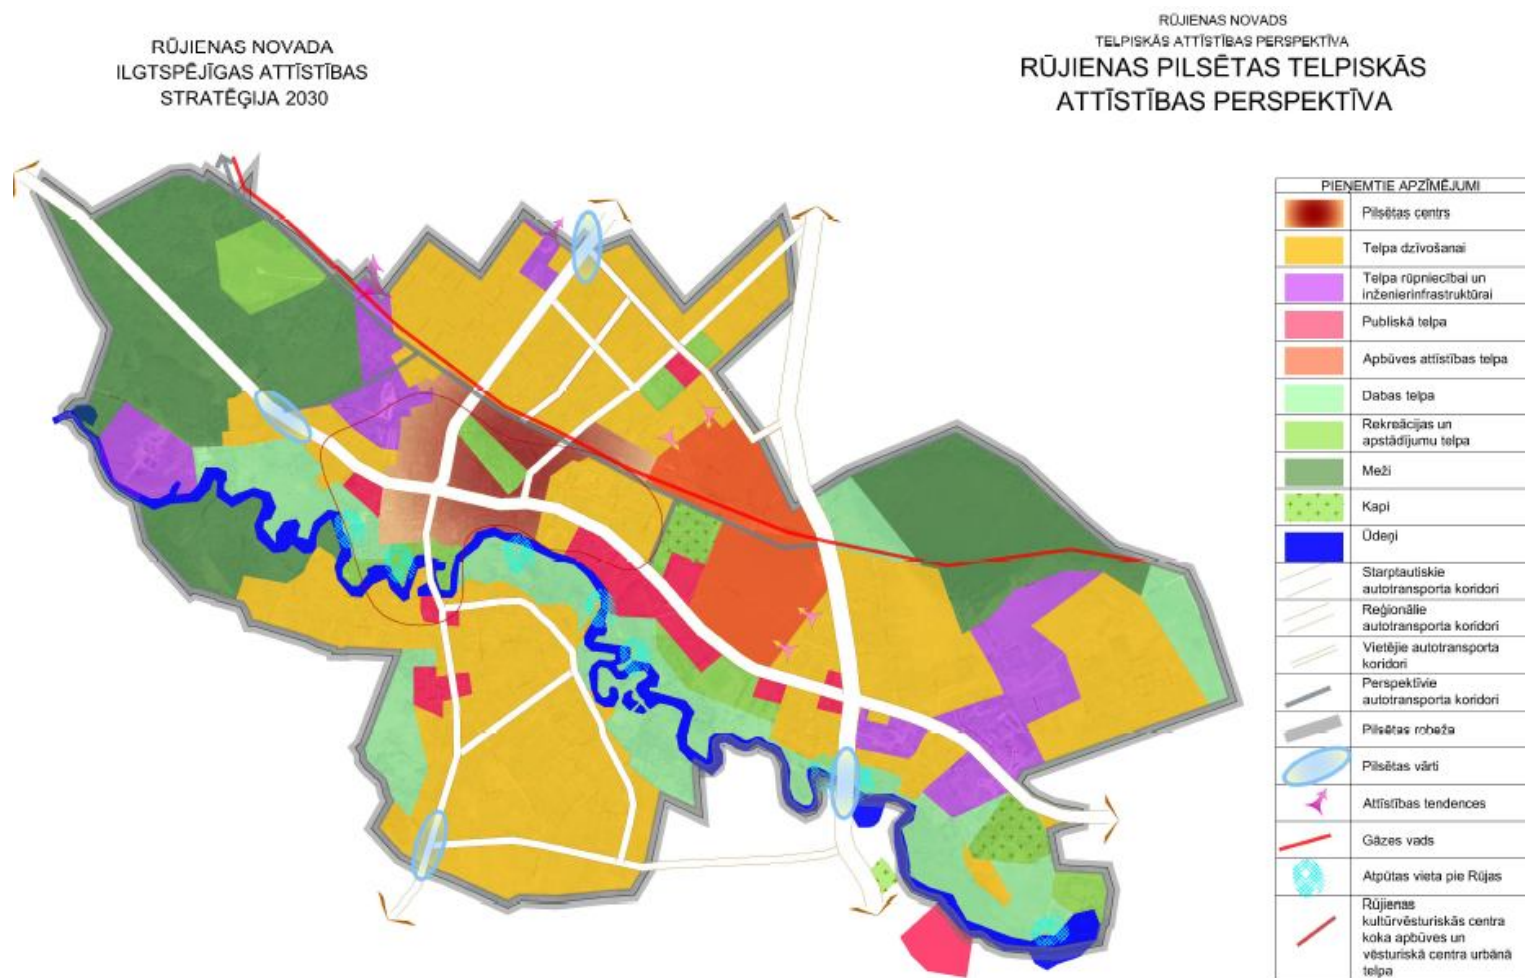 RŪJIENAS NOVADA
ILGTSPĒJĪGAS ATTĪSTĪBAS
STRATĒĢIJA 2030
RŪJIENAS NOVADS
TELPISKĀS ATTĪSTĪBAS PERSPEKTĪVA
RŪJIENAS PILSĒTAS TELPISKĀS
ATTĪSTĪBAS PERSPEKTĪVA
PIEŅEMTIE APZĪMĒJUMI
Pilsētas centrs
Telpa dzīvošanai
Telpa rūpniecībai un
inženierinfrastruktūrai
Publiskā telpa
Apbūves attīstības telpa
Dabas telpa
Rekreācijas un
apstādījumu telpa
Meži
Kapi
Ūdeņi
Starptautiskie
autotransporta koridori
Reģionālie
autotransporta koridori
Vietējie autotransporta
koridori
Perspektīvie
autotransporta koridori
Pilsētas robeža
Pilsētas vārti
Attīstības tendences
Gāzes vads
Atpūtas vieta pie Rūjas
Rūjienas
kultūrvēsturiskās centra
koka apbūves un
vēsturiskā centra urbānā
telpa